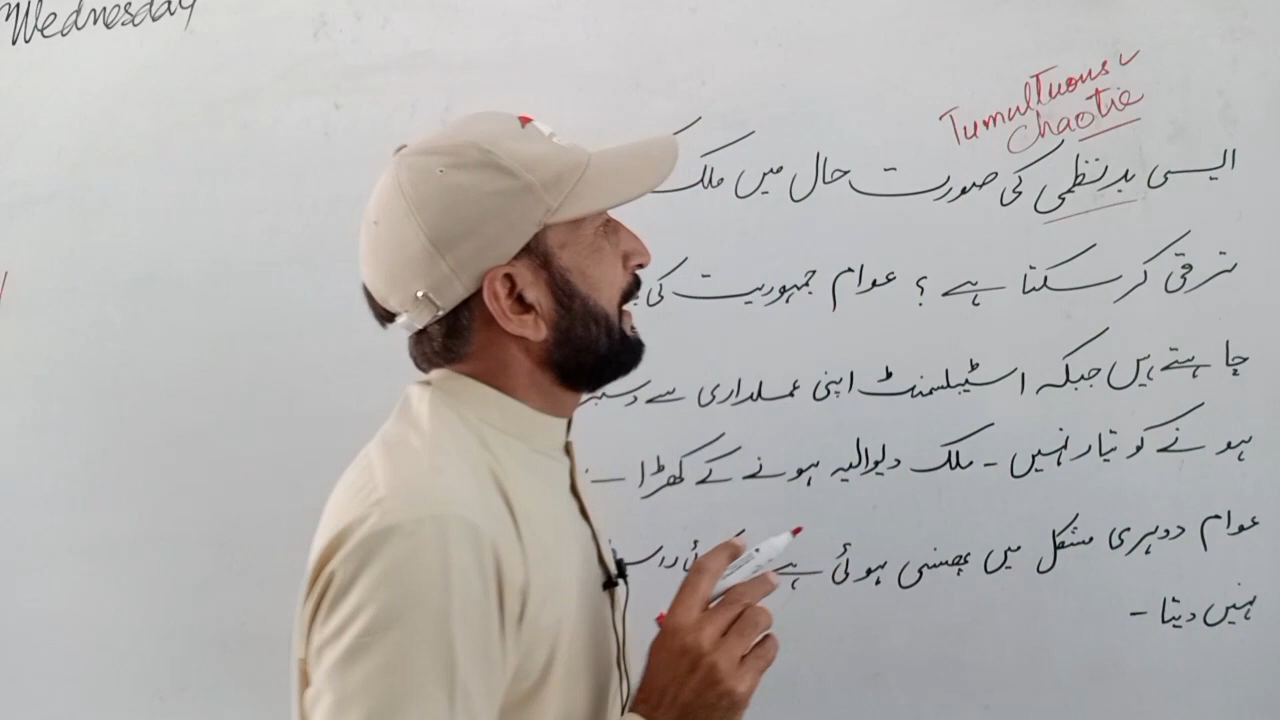 Wednesday
Tumultuous
Chaotic
ایسی بدنظمی کی صورت حال میں ملک
ترقی کر سکتا ہے ؟ عوام جمہوریت کی
چاہتے ہیں جبکہ اسٹیبلشمنٹ اپنی عملداری سے
ہونے کو تیار نہیں - ملک دیوالیہ ہونے کے کھڑا -
عوام دوہری مشکل میں پھنسی ہوئی ہے
نہیں دیتا -